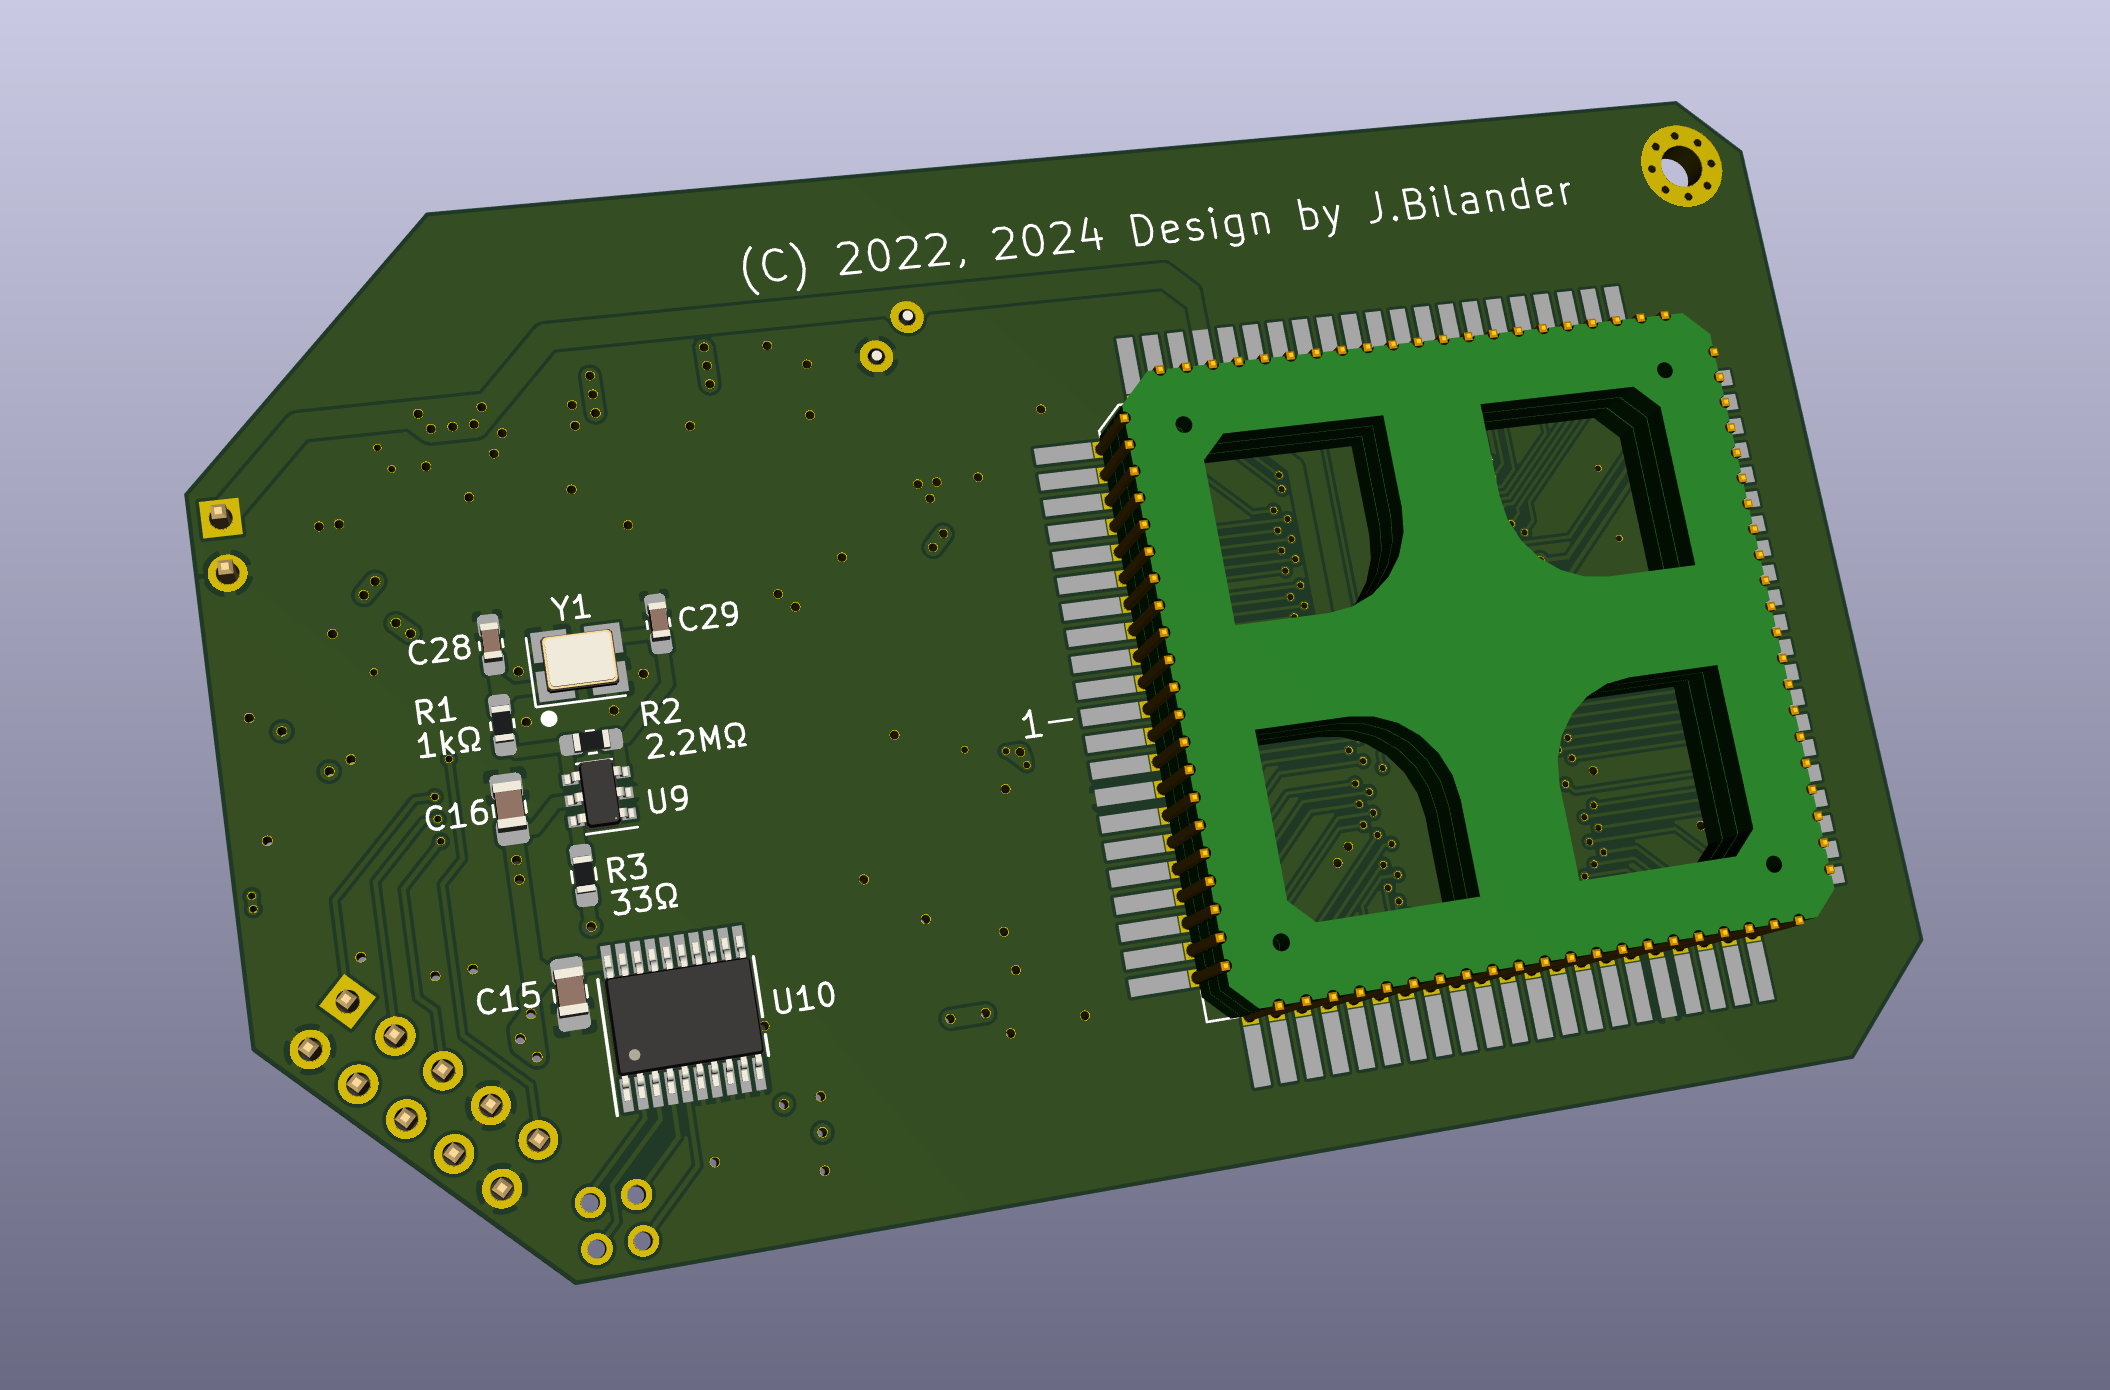 (C) 2022, 2024 Design by J.Bilander
Y1
C29
C28
R1
1kΩ
R2
2.2MΩ
1
C16
U9
R3
33Ω
C15
U10